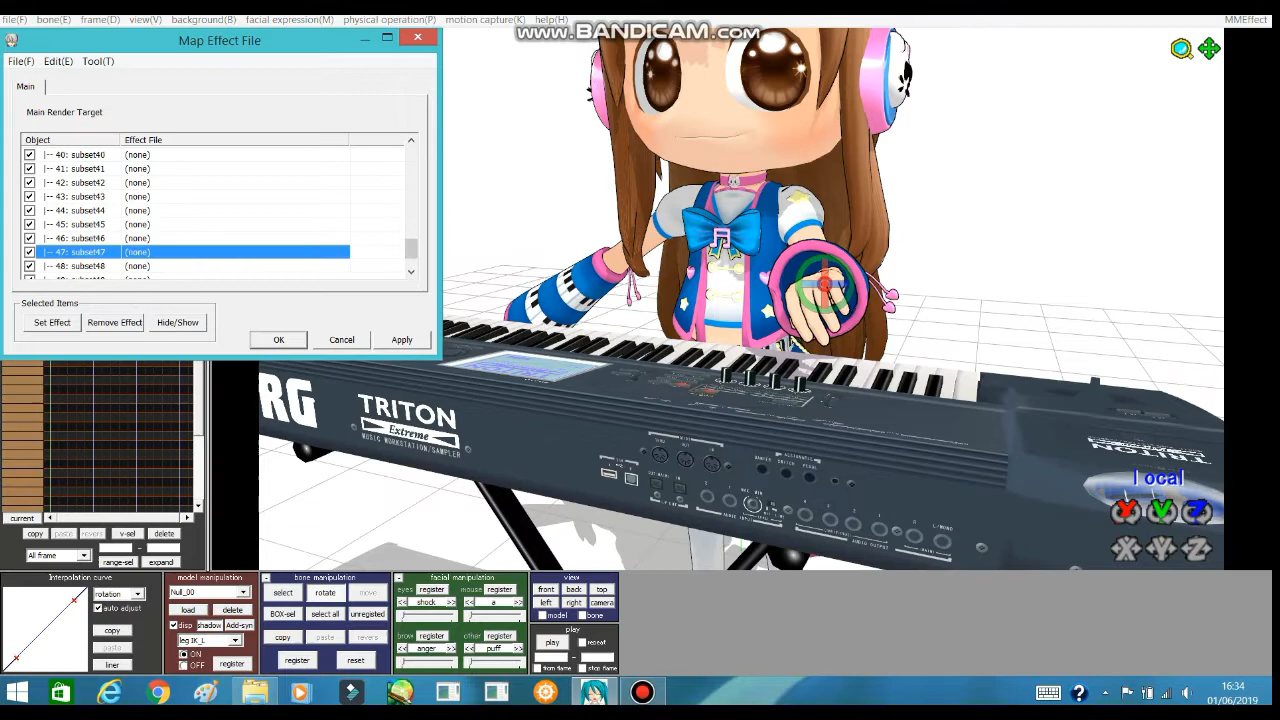 file(F) bone(E) frame(D) view(V) background(B) facial expression(M) physical operation(P) motion capture(K) help(H) MMEffect
www.BANDICAM.com
Map Effect File
File(F) Edit(E) Tool(T)
Main
Main Render Target
Object Effect File
|-- 40: subset40 (none)
|-- 41: subset41 (none)
|-- 42: subset42 (none)
|-- 43: subset43 (none)
|-- 44: subset44 (none)
|-- 45: subset45 (none)
|-- 46: subset46 (none)
|-- 47: subset47 (none)
|-- 48: subset48 (none)
Selected Items
Set Effect Remove Effect Hide/Show
OK Cancel Apply
RG
TRITON
Extreme
MUSIC WORKSTATION/SAMPLER
TRITON
local
Y Y Z
X Y Z
current
copy paste revers v-sel delete
All frame -
range-sel expand
Interpolation curve
rotation
auto adjust
copy
paste
liner
model manipulation
Null_00
load delete
disp shadow Add-syn
leg IK_L
ON
OFF register
bone manipulation
select rotate move
BOX-sel select all unregisted
copy paste revers
register reset
facial manipulation
eyes register mouse register
<< shock >> << a >>
brow register other register
<< anger >> << puff >>
view
front back top
left right camera
model bone
play
play repeat
-
from flame stop flame
16:34
01/06/2019